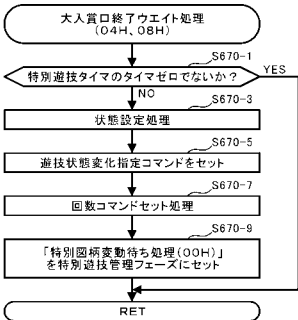 大入賞口終了ウエイト処理
(04H、08H)
S670-1
特別遊技タイマのタイマゼロでないか?
YES
NO
S670-3
状態設定処理
S670-5
遊技状態変化指定コマンドをセット
S670-7
回数コマンドセット処理
S670-9
「特別図柄変動待ち処理(00H)」
を特別遊技管理フェーズにセット
RET